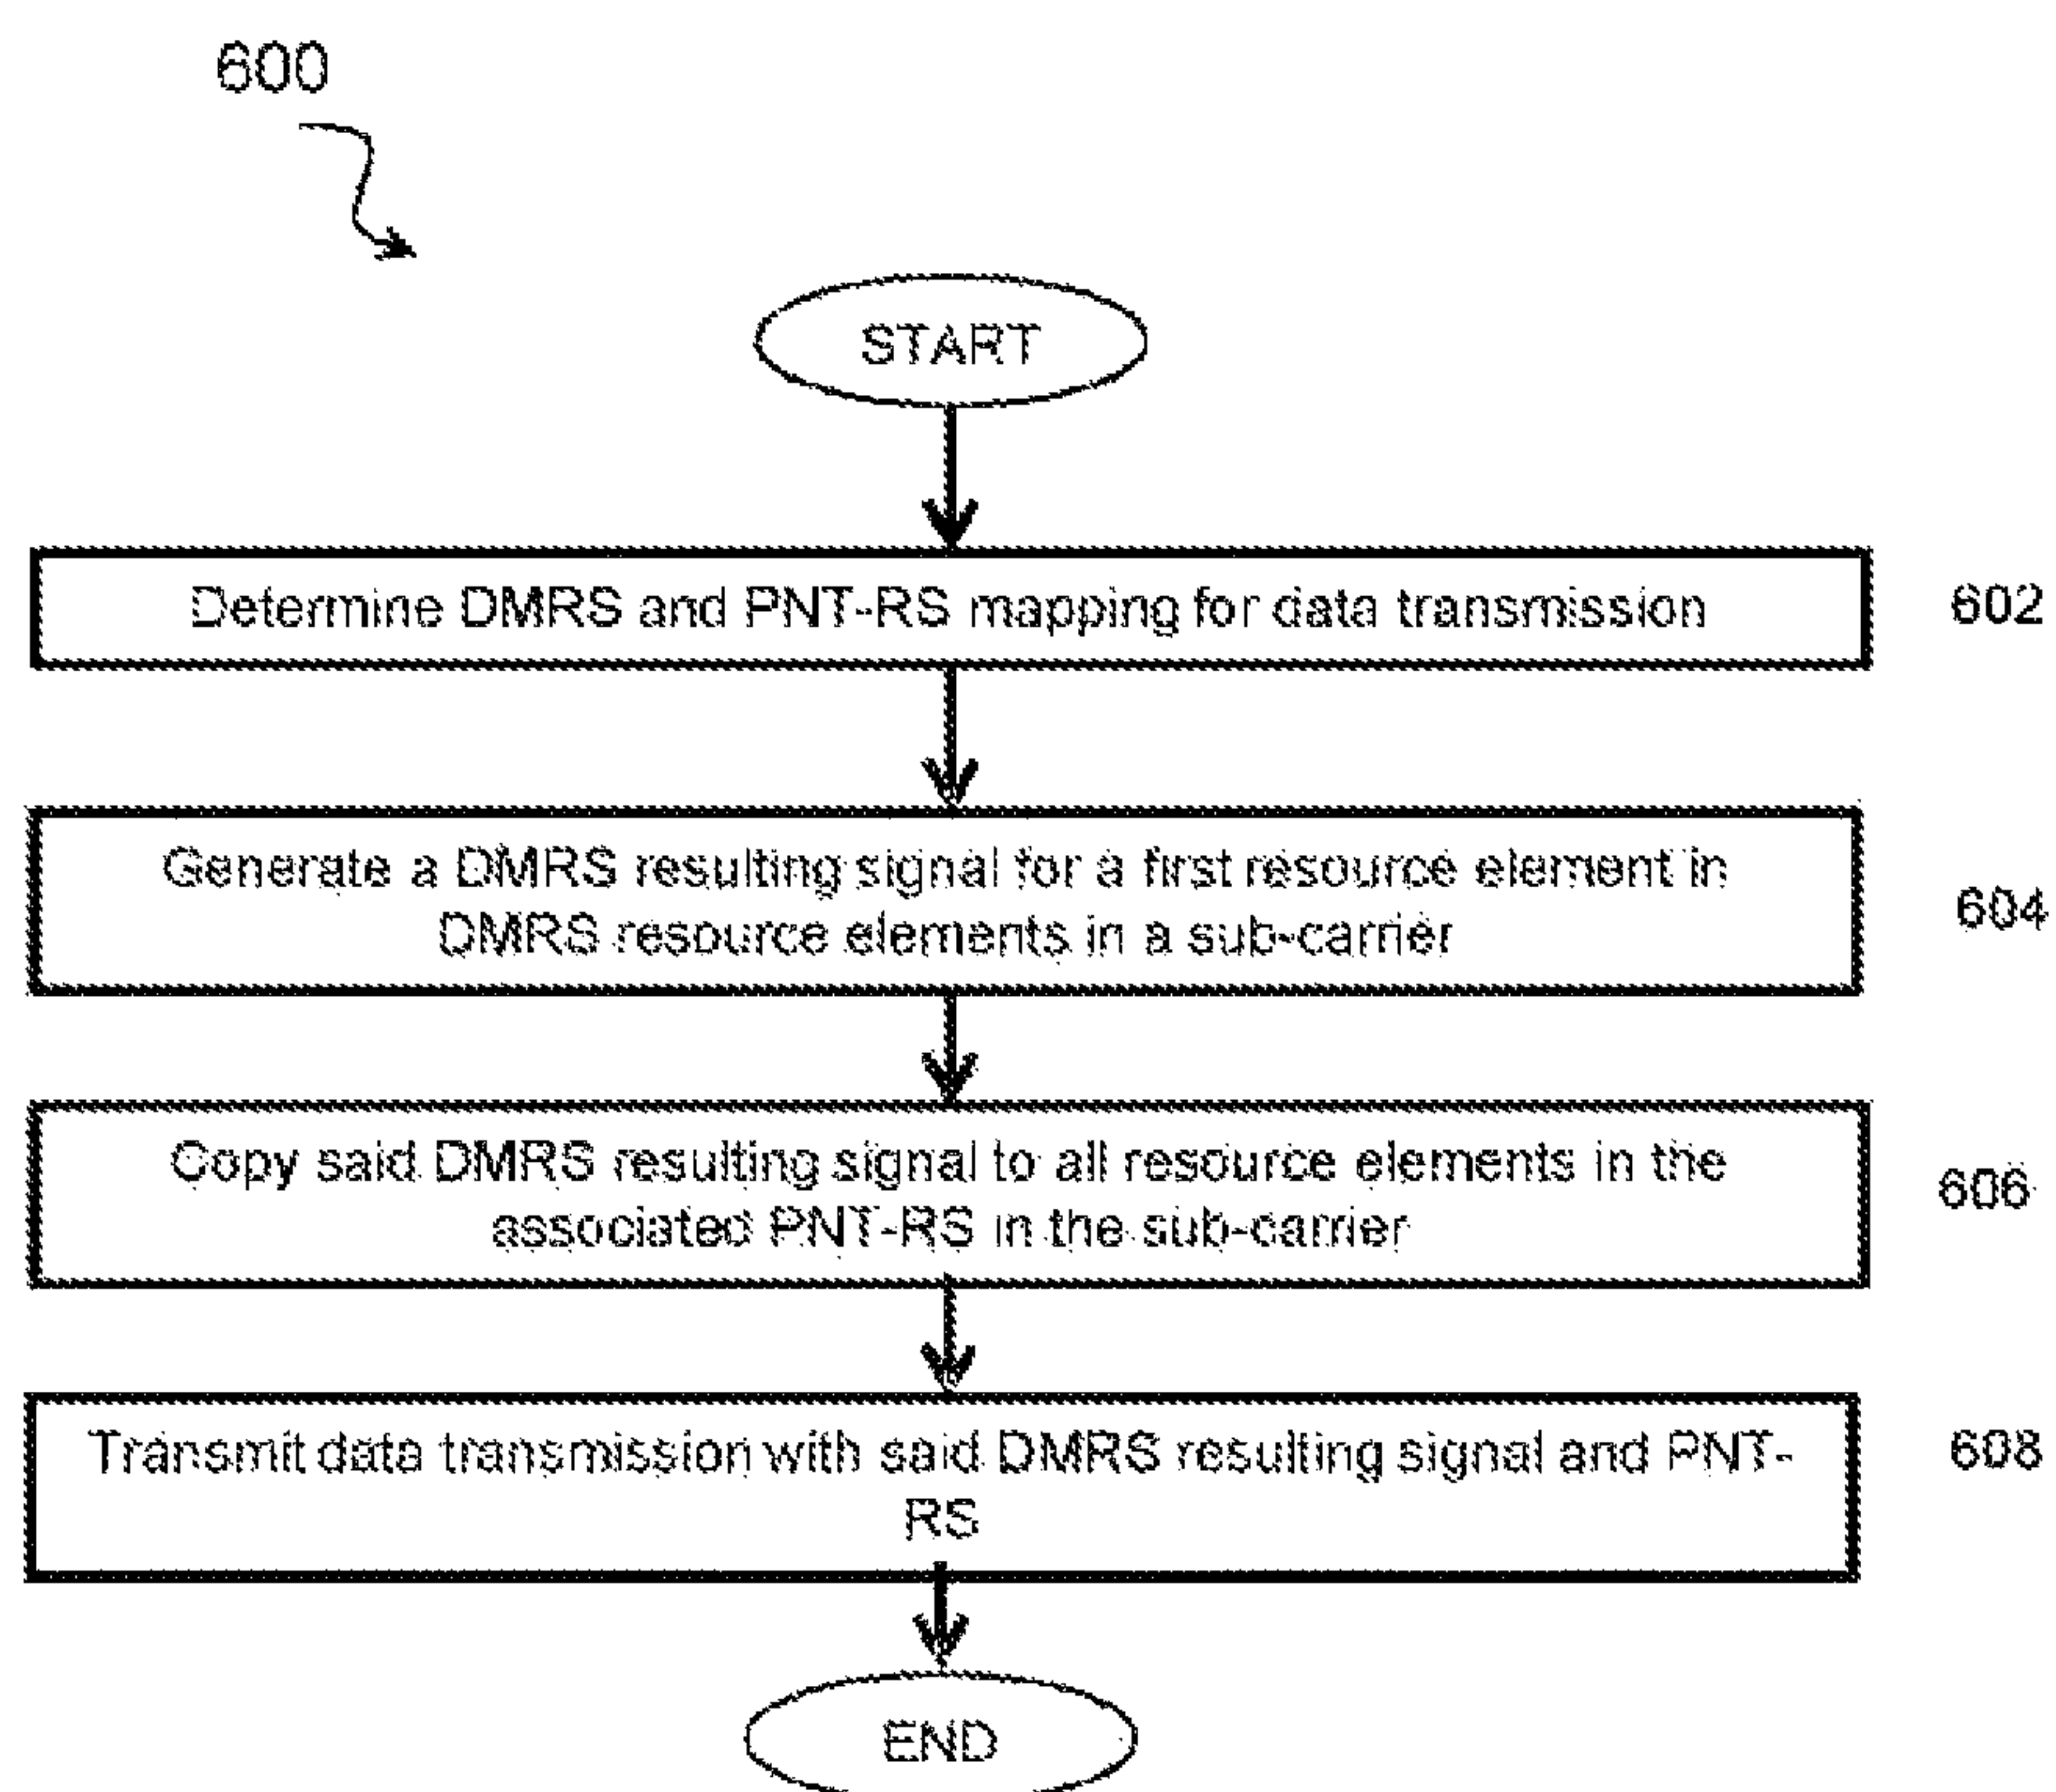 600
START
Determine DMRS and PNT-RS mapping for data transmission
602
Generate a DMRS resulting signal for a first resource element in
DMRS resource elements in a sub-carrier
604
Copy said DMRS resulting signal to all resource elements in the
associated PNT-RS in the sub-carrier
606
Transmit data transmission with said DMRS resulting signal and PNT-
RS
608
END